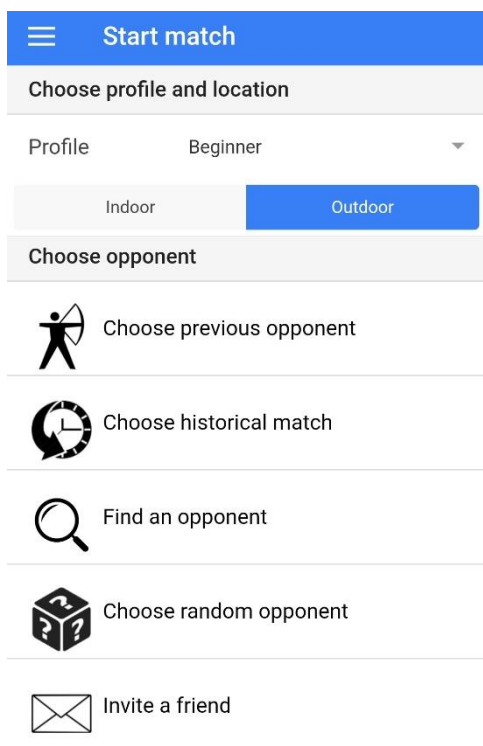 Start match
Choose profile and location
Profile Beginner
Indoor Outdoor
Choose opponent
Choose previous opponent
Choose historical match
Find an opponent
? ? ? Choose random opponent
Invite a friend